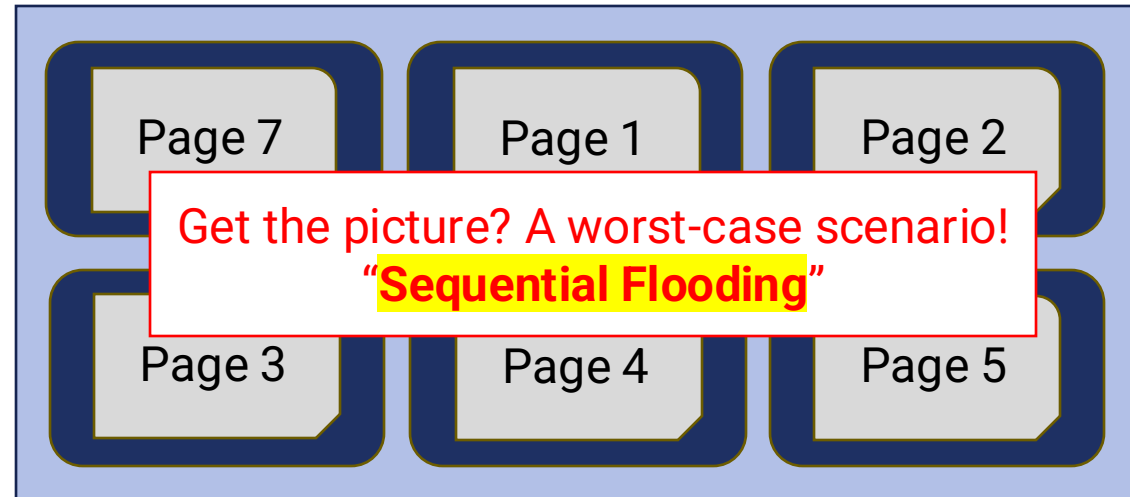 Page 7
Page 1
Page 2
Get the picture? A worst-case scenario!
“Sequential Flooding”
Page 3
Page 4
Page 5